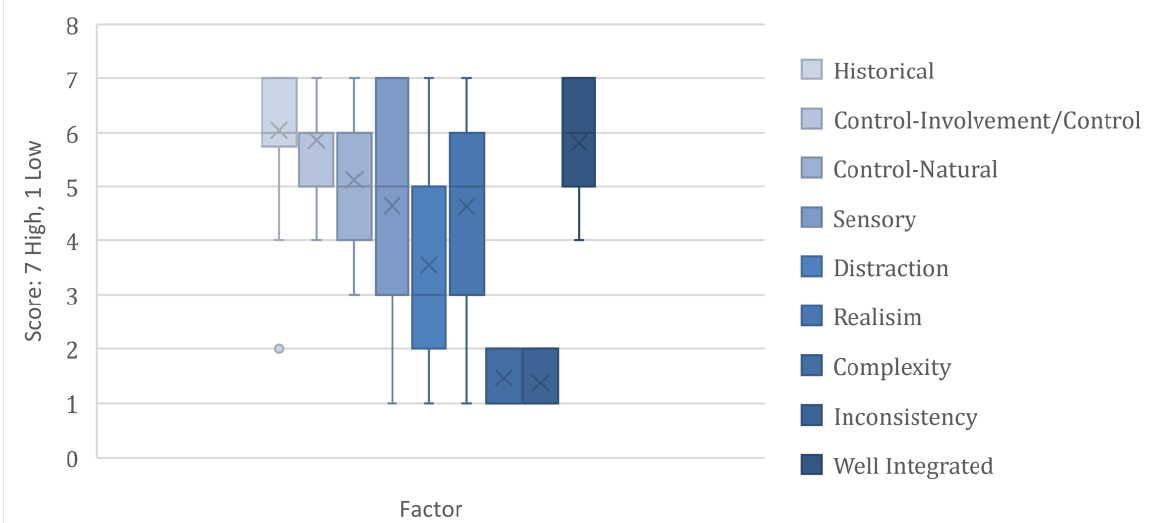 8
7
6
5
4
3
2
1
0
Score: 7 High, 1 Low
Factor
Historical
Control-Involvement/Control
Control-Natural
Sensory
Distraction
Realisim
Complexity
Inconsistency
Well Integrated